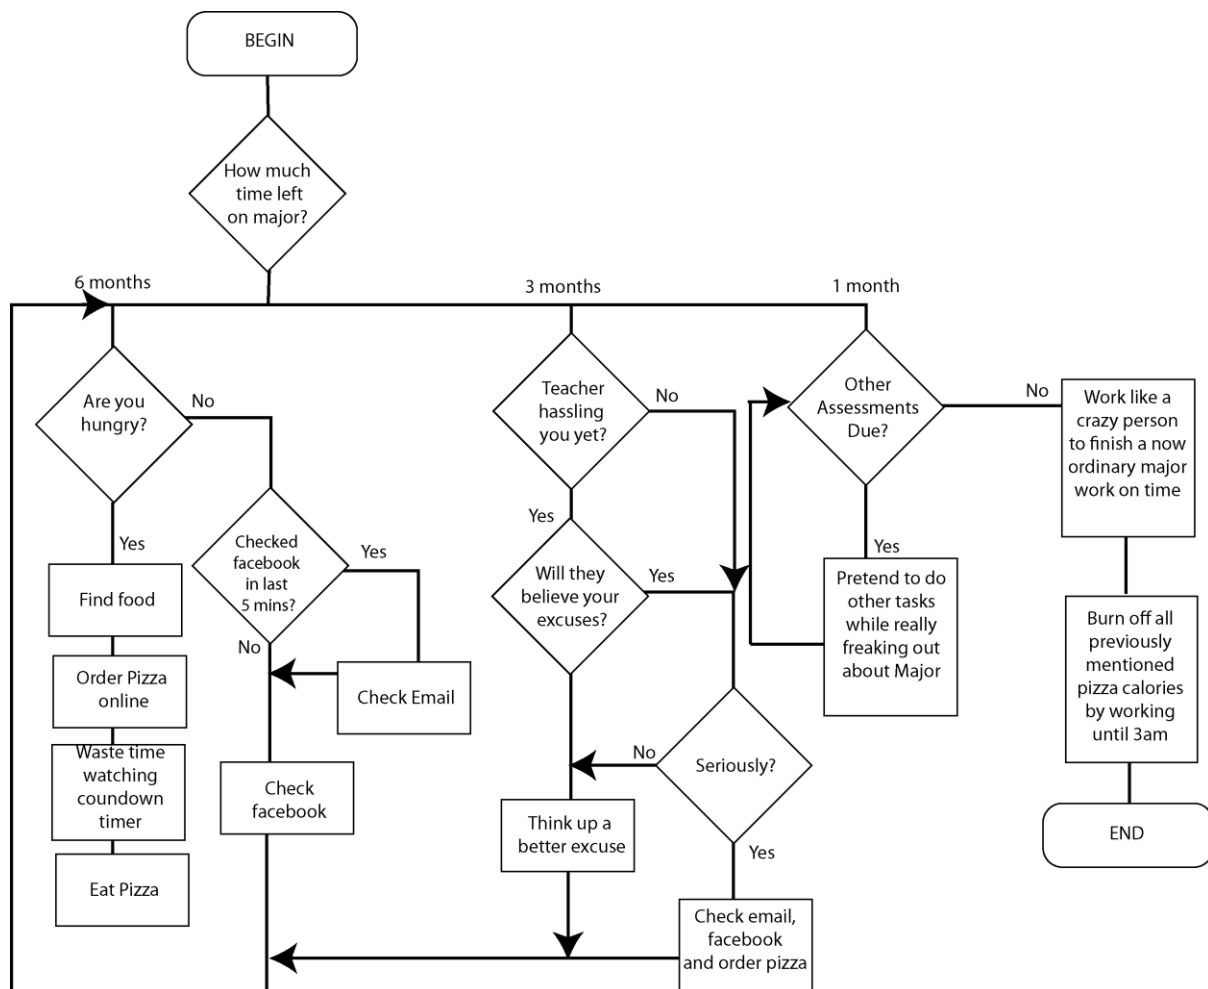 BEGIN
How much
time left
on major?
6 months
3 months
1 month
Are you
hungry?
No
Yes
Find food
Order Pizza
online
Waste time
watching
coundown
timer
Eat Pizza
Checked
facebook
in last
5 mins?
Yes
No
Check Email
Check
facebook
Teacher
hassling
you yet?
No
Yes
Will they
believe your
excuses?
Yes
Seriously?
No
Yes
Think up a
better excuse
Check email,
facebook
and order pizza
Other
Assessments
Due?
No
Yes
Pretend to do
other tasks
while really
freaking out
about Major
Work like a
crazy person
to finish a now
ordinary major
work on time
Burn off all
previously
mentioned
pizza calories
by working
until 3am
END